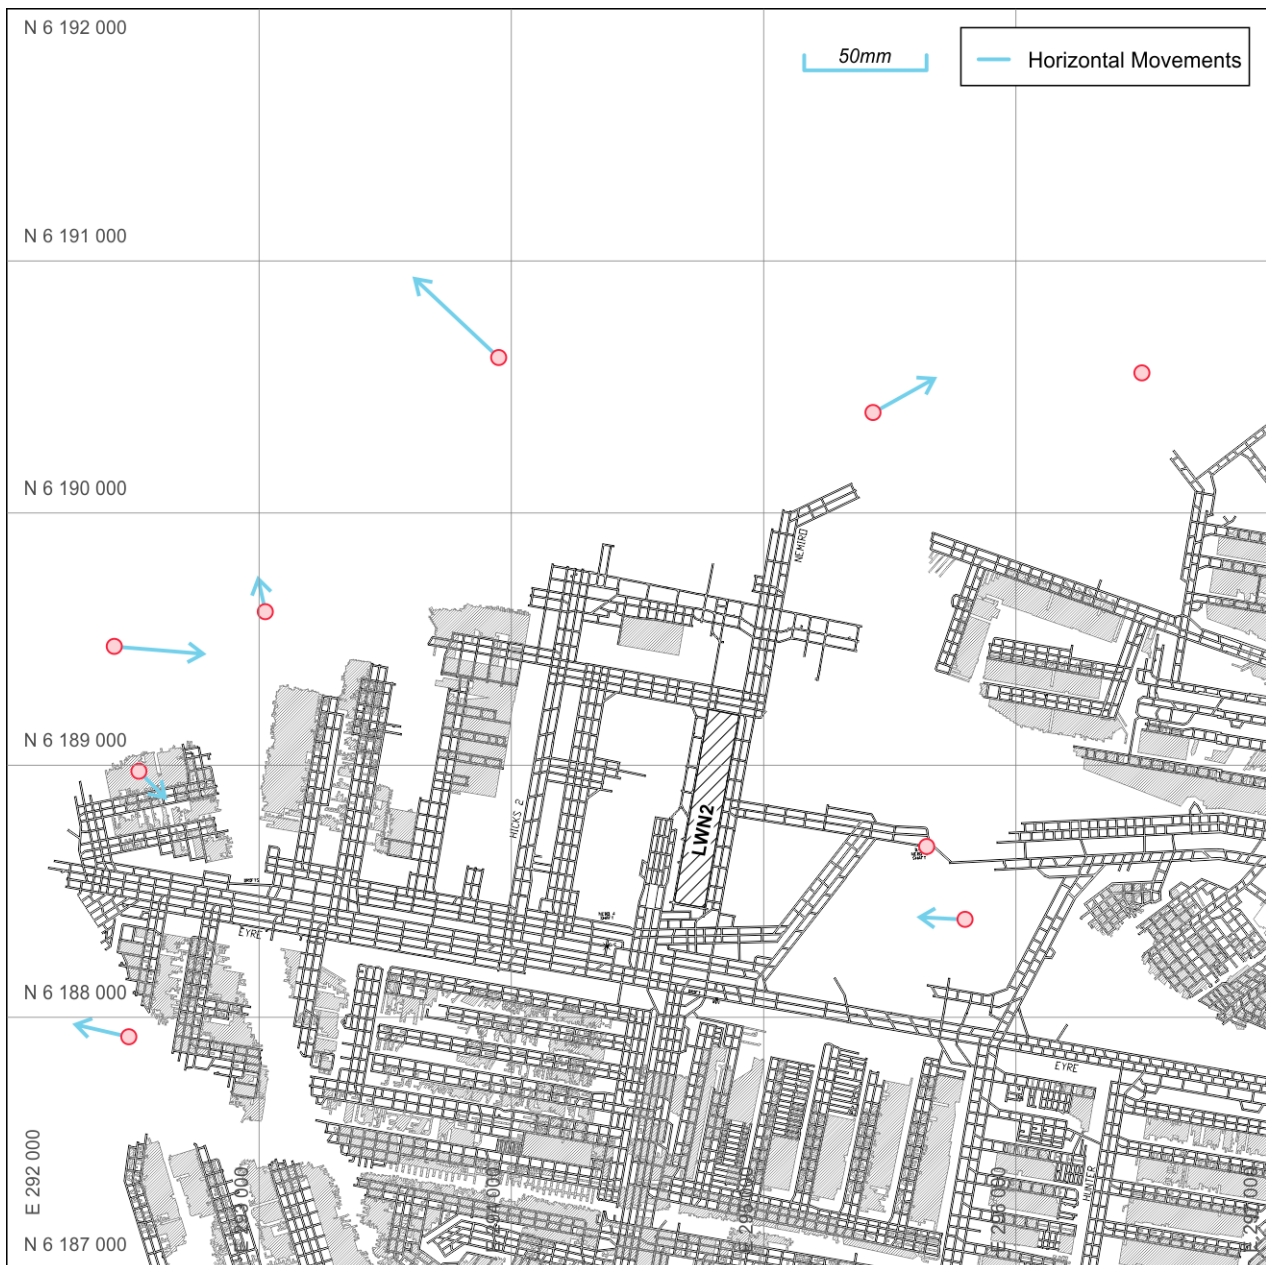 N 6 192 000
50mm
Horizontal Movements
N 6 191 000
N 6 190 000
NEMIRO
N 6 189 000
HICKS 2
LWN2
EYRE
N 6 188 000
EYRE
HUNTER
E 292 000
E 293 000
E 294 000
E 295 000
E 296 000
E 297 000
N 6 187 000